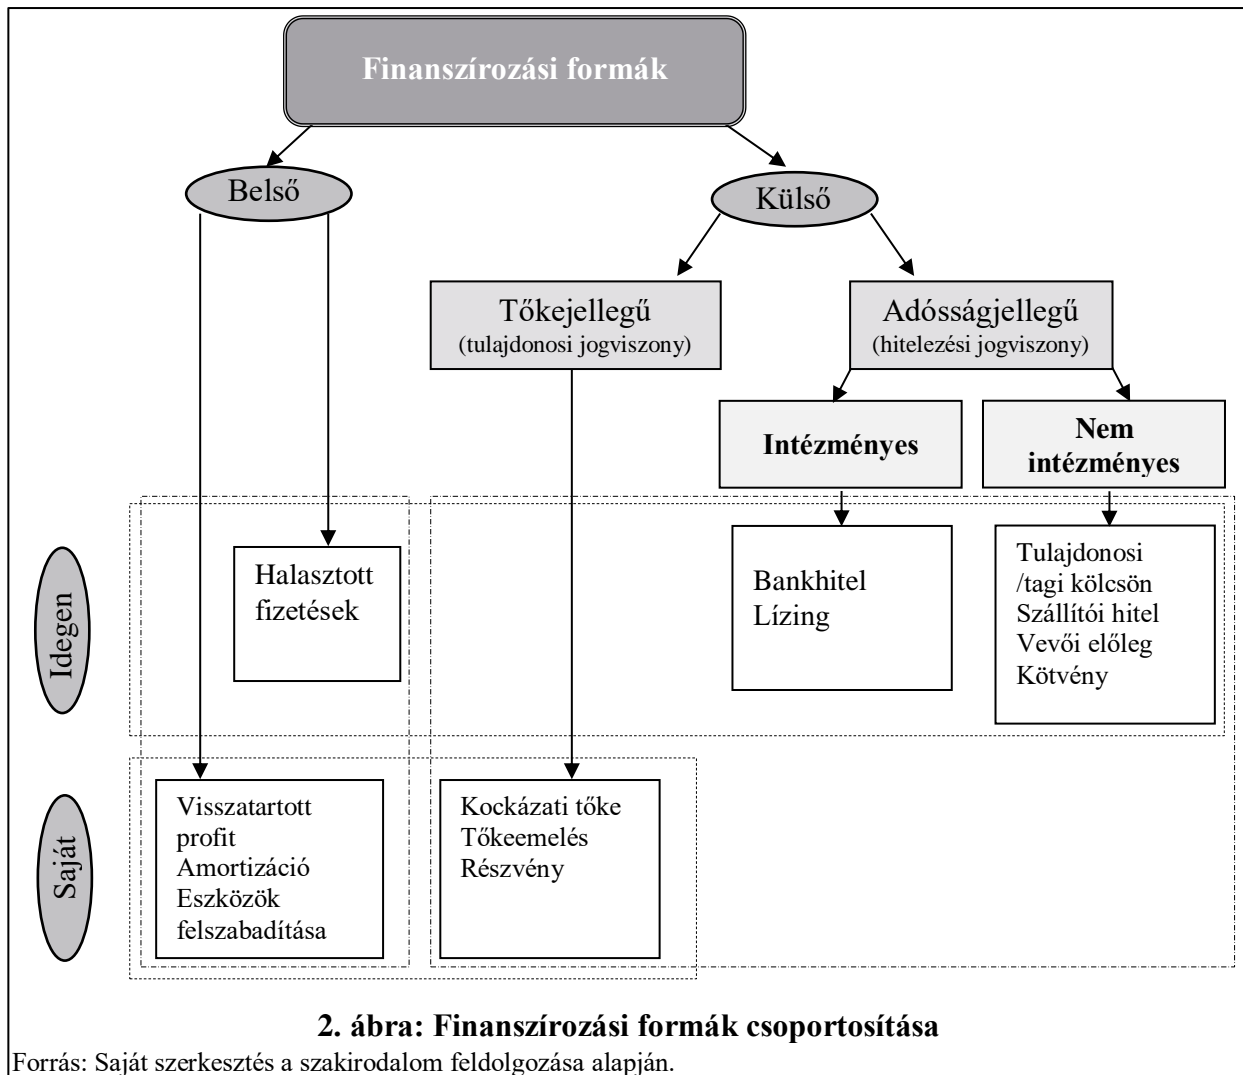 Finanszírozási formák
Belső
Külső
Tőkejellegű
(tulajdonosi jogviszony)
Adósságjellegű
(hitelezési jogviszony)
Intézményes
Nem
intézményes
Idegen
Halasztott
fizetések
Bankhitel
Lízing
Tulajdonosi
/tagi kölcsön
Szállítói hitel
Vevői előleg
Kötvény
Saját
Visszatartott
profit
Amortizáció
Eszközök
felszabadítása
Kockázati tőke
Tőkeemelés
Részvény
2. ábra: Finanszírozási formák csoportosítása
Forrás: Saját szerkesztés a szakirodalom feldolgozása alapján.